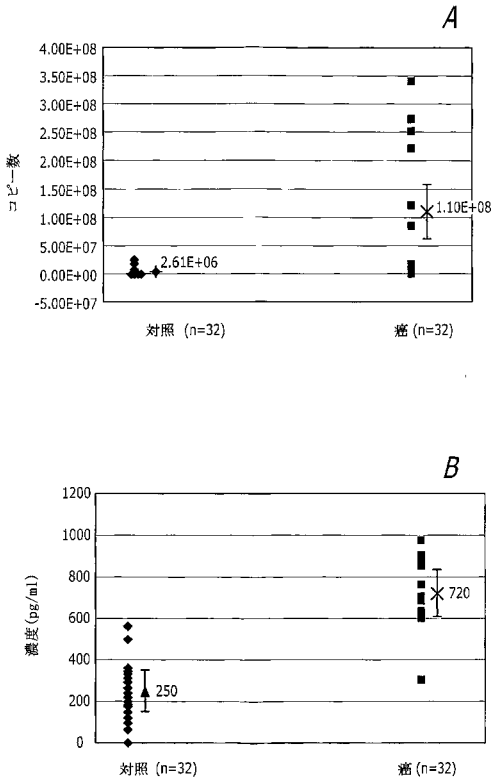 A
4.00E+08
3.50E+08
3.00E+08
2.50E+08
2.00E+08
1.50E+08
1.00E+08
5.00E+07
0.00E+00
-5.00E+07
コピー数
2.61E+06
1.10E+08
対照 (n=32)
癌 (n=32)
B
1200
1000
800
600
400
200
0
濃度(pg/ml)
250
720
対照 (n=32)
癌 (n=32)